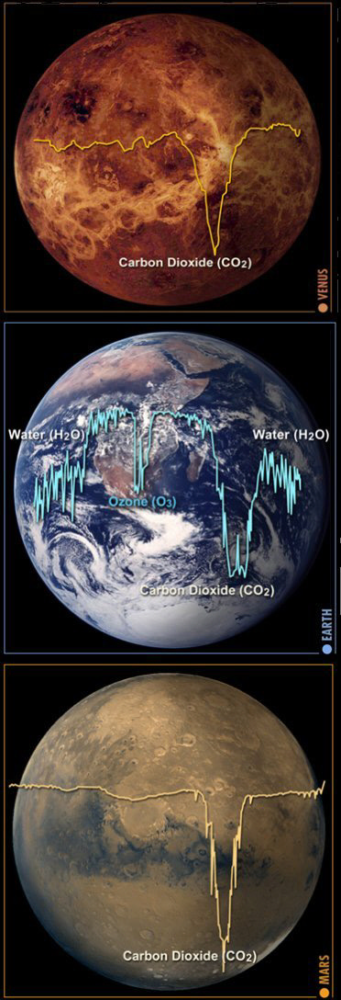 Carbon Dioxide (CO2)
VENUS
Water (H2O)
Water (H2O)
Ozone (O3)
Carbon Dioxide (CO2)
EARTH
Carbon Dioxide (CO2)
MARS